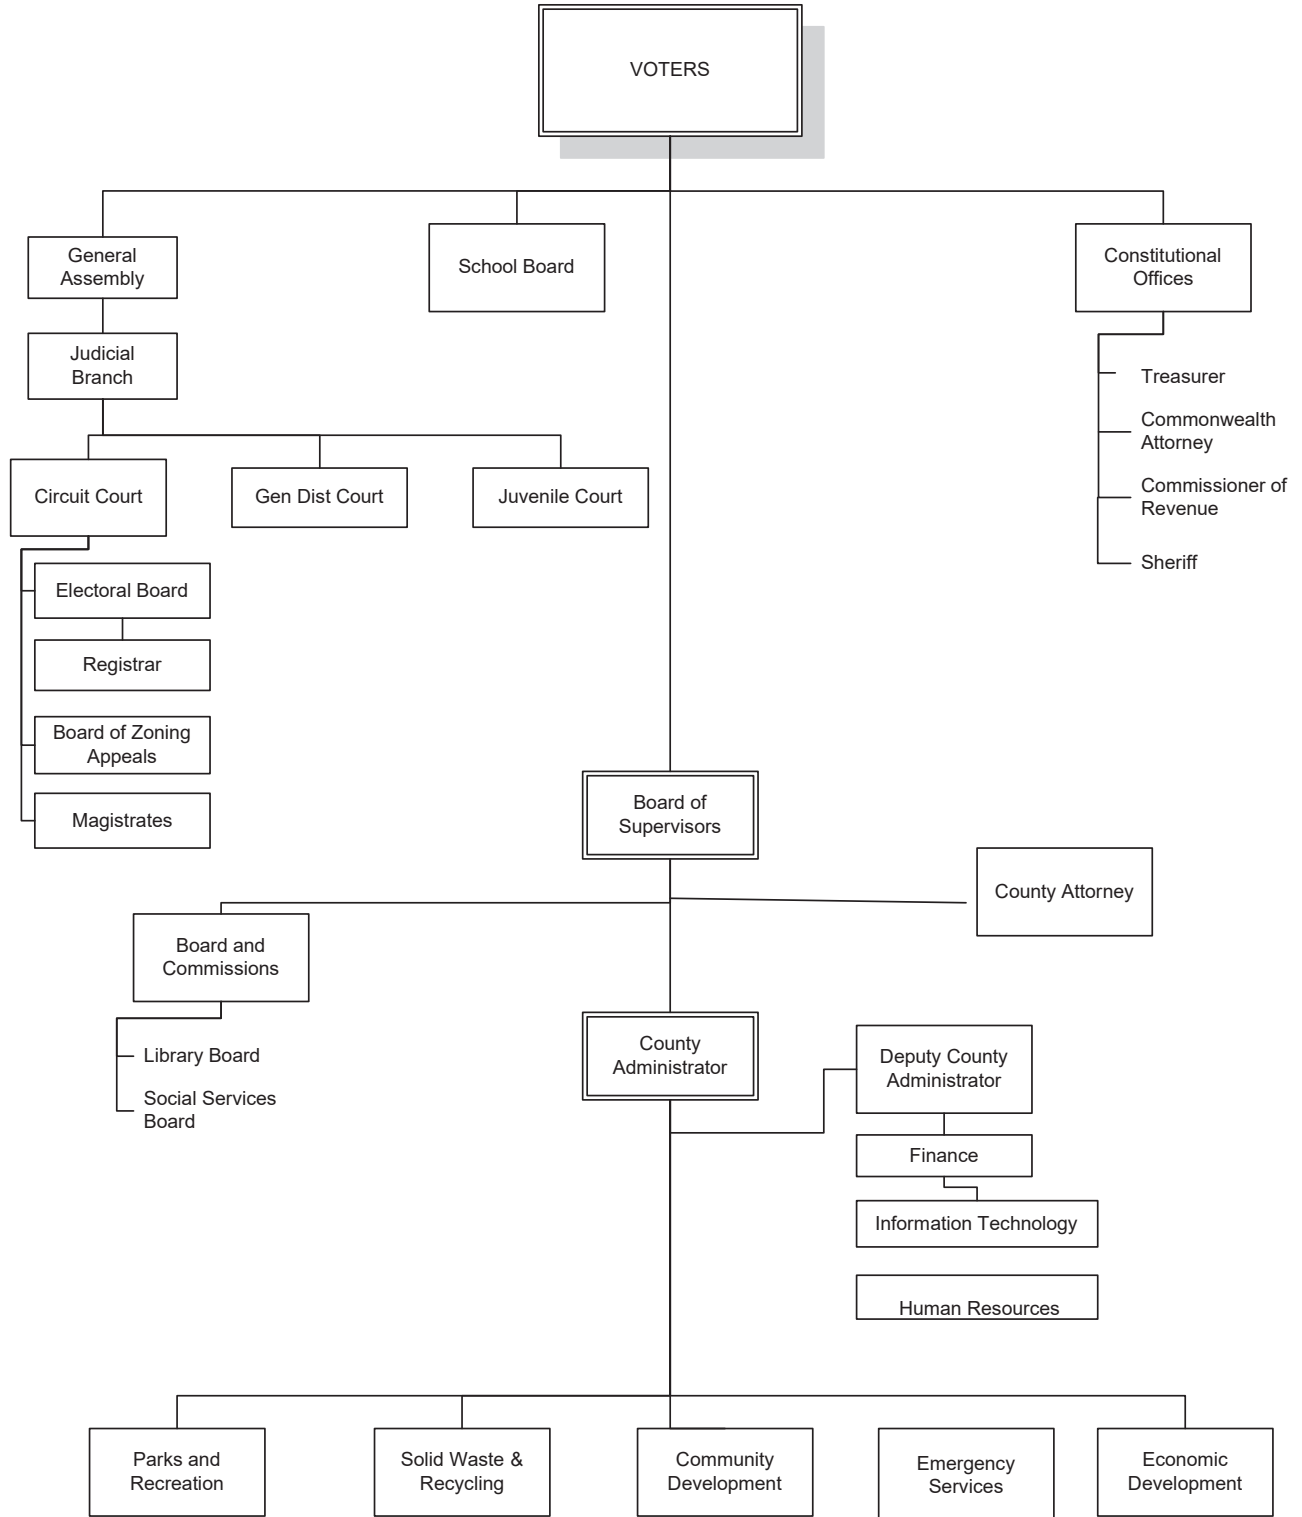 VOTERS
General
Assembly
School Board
Constitutional
Offices
Judicial
Branch
Treasurer
Commonwealth
Attorney
Commissioner of
Revenue
Sheriff
Circuit Court
Gen Dist Court
Juvenile Court
Electoral Board
Registrar
Board of Zoning
Appeals
Magistrates
Board of
Supervisors
County Attorney
Board and
Commissions
Library Board
Social Services
Board
County
Administrator
Deputy County
Administrator
Finance
Information Technology
Human Resources
Parks and
Recreation
Solid Waste &
Recycling
Community
Development
Emergency
Services
Economic
Development